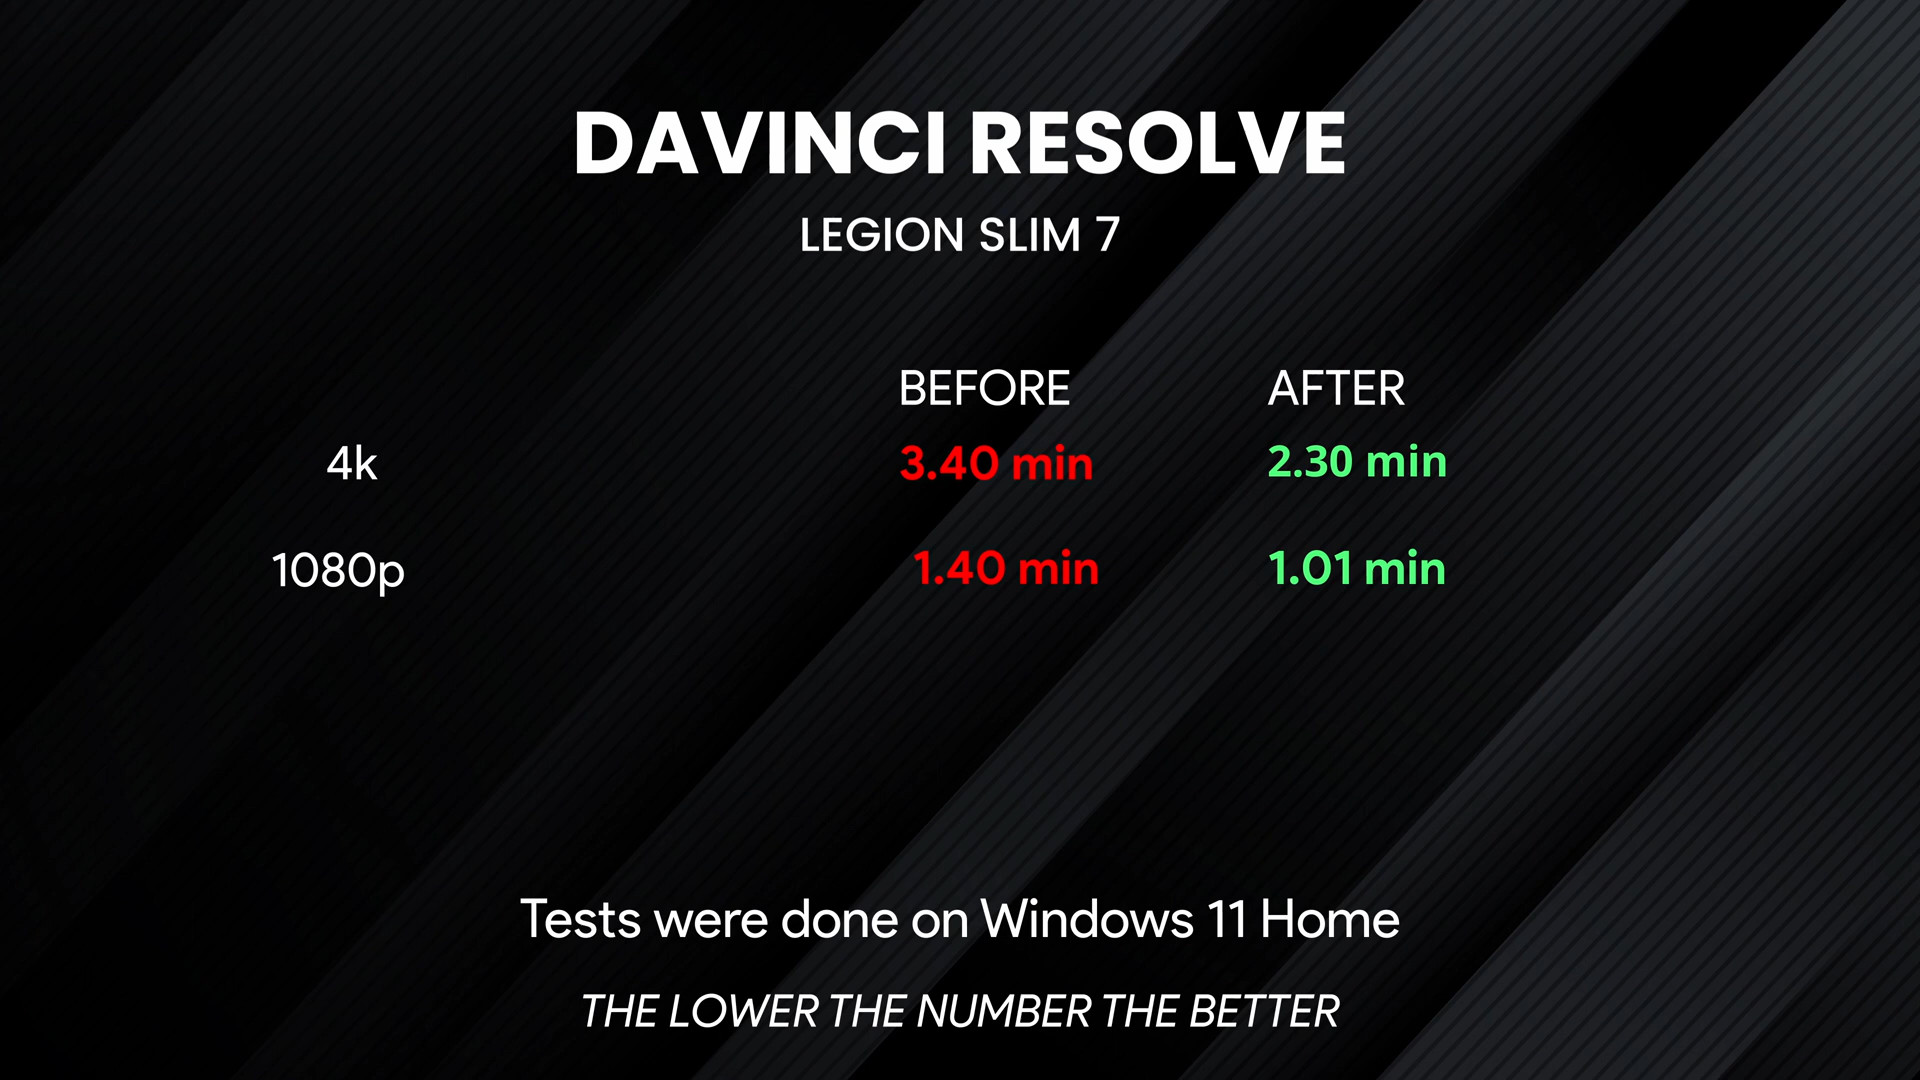 DAVINCI RESOLVE
LEGION SLIM 7
BEFORE AFTER
4k 3.40 min 2.30 min
1080p 1.40 min 1.01 min
Tests were done on Windows 11 Home
THE LOWER THE NUMBER THE BETTER